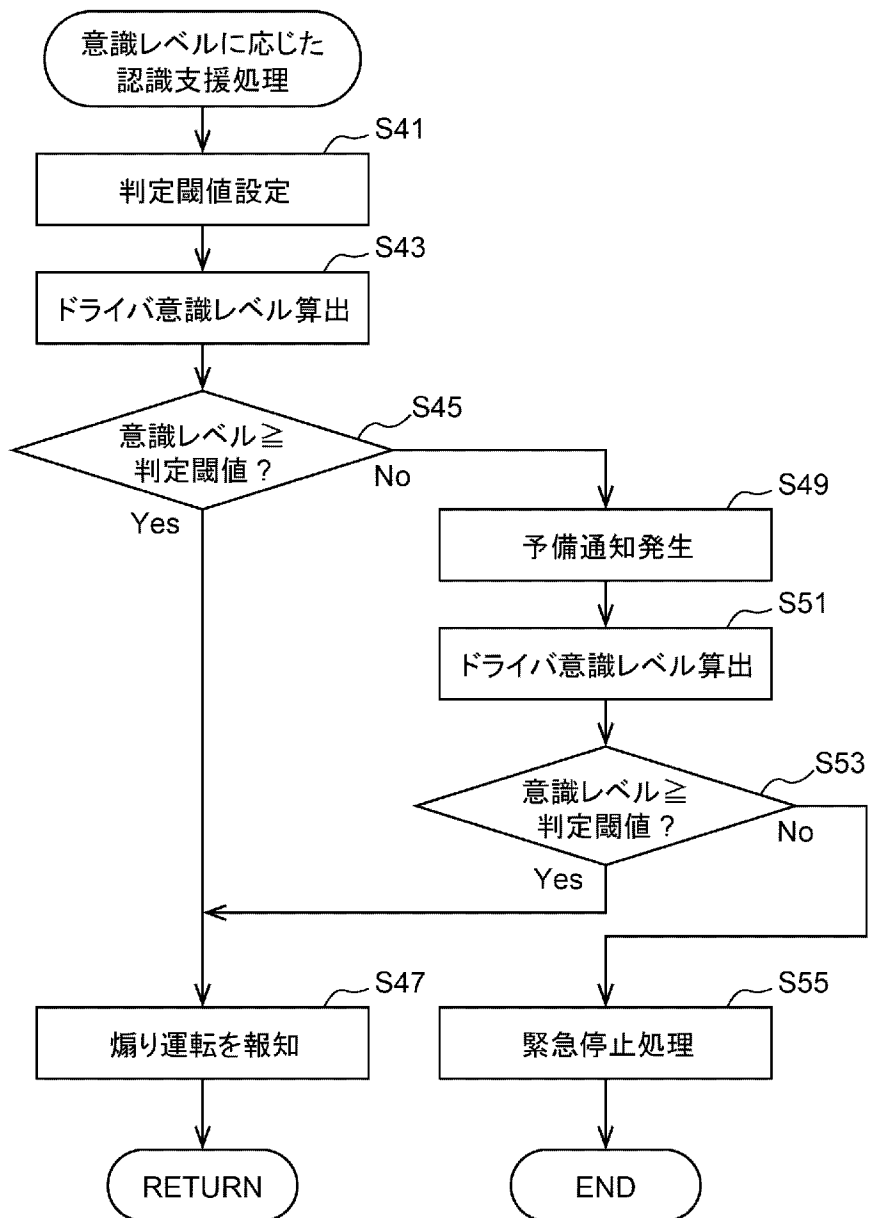 意識レベルに応じた
認識支援処理
S41
判定閾値設定
S43
ドライバ意識レベル算出
S45
意識レベル≧
判定閾値?
No
Yes
S49
予備通知発生
S51
ドライバ意識レベル算出
S53
意識レベル≧
判定閾値?
No
Yes
S47
煽り運転を報知
S55
緊急停止処理
RETURN
END